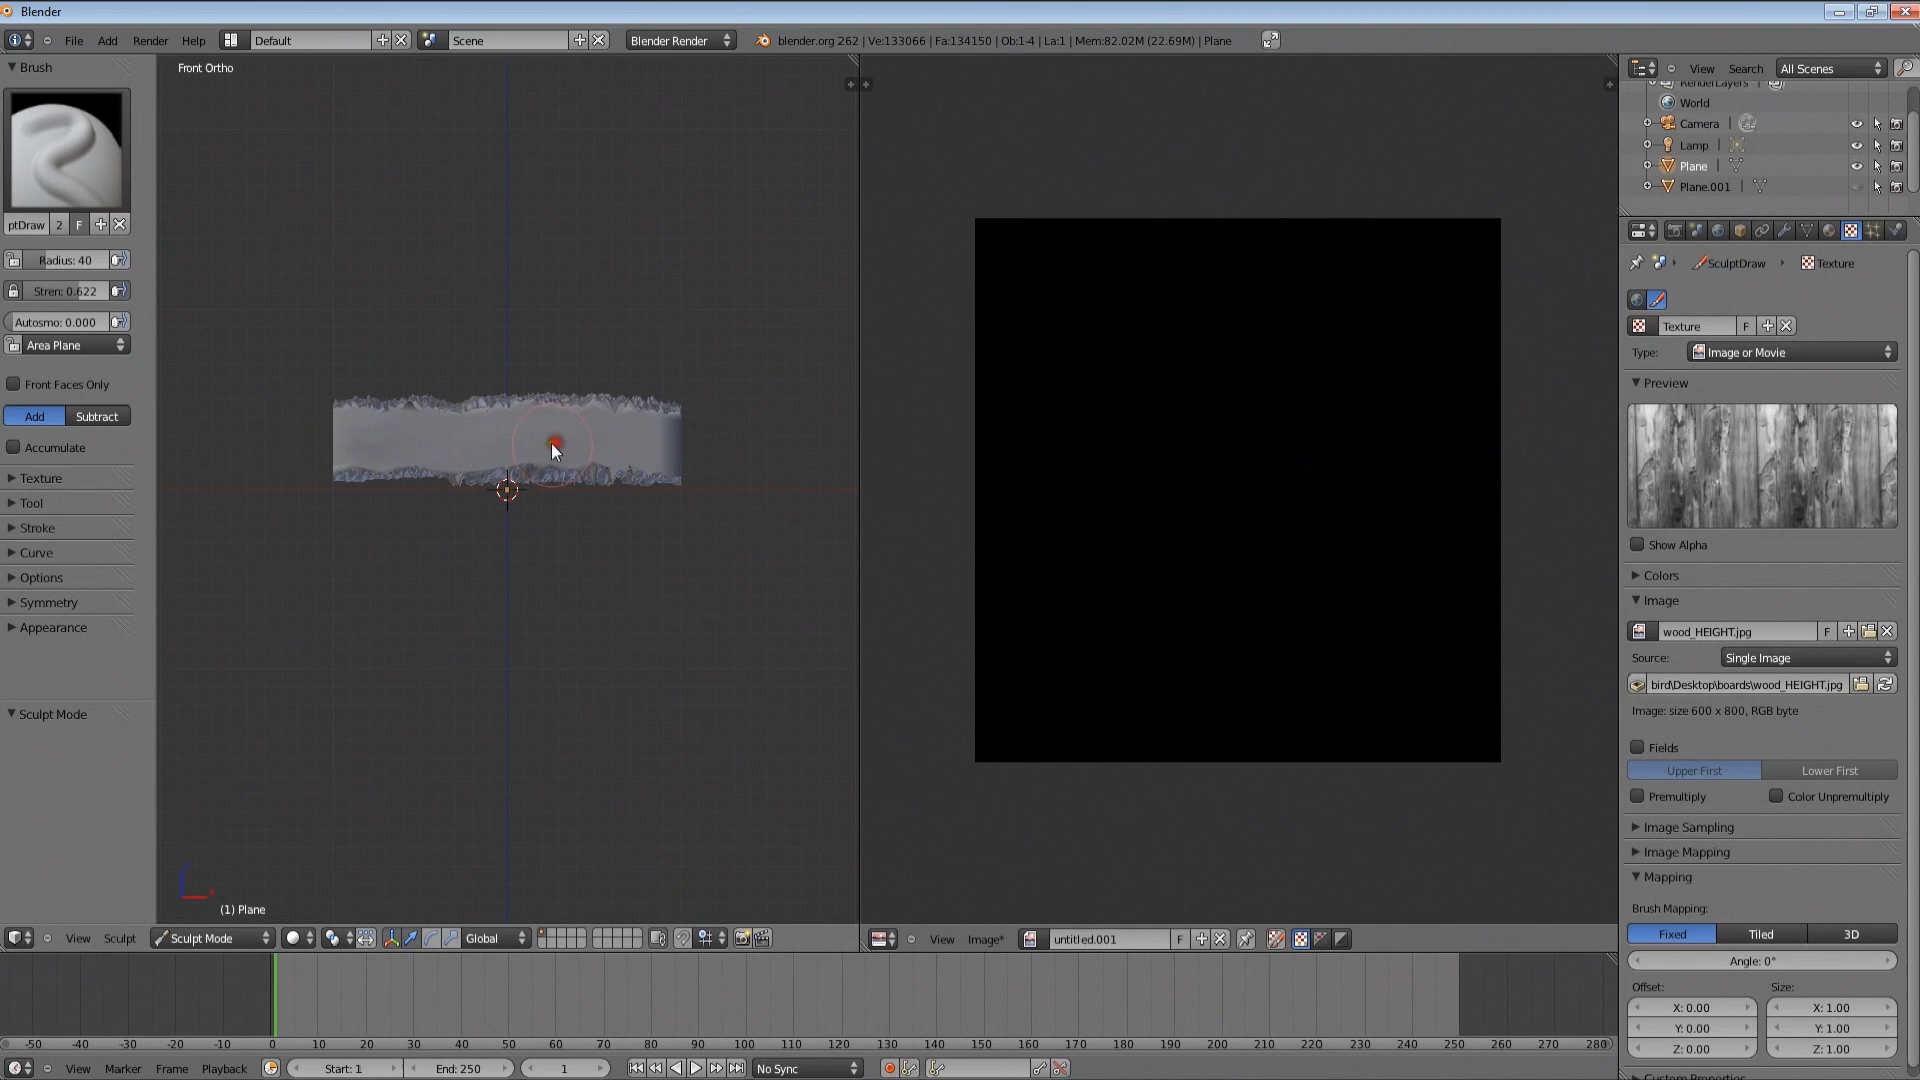 Blender
File Add Render Help Default Scene Blender Render blender.org 262 | Ve:133066 | Fa:134150 | Ob:1-4 | La:1 | Mem:82.02M (22.69M) | Plane
Brush
ptDraw 2 F
Radius: 40
Stren: 0.622
Autosmo: 0.000
Area Plane
Front Faces Only
Add Subtract
Accumulate
Texture
Tool
Stroke
Curve
Options
Symmetry
Appearance
Sculpt Mode
Front Ortho
(1) Plane
View Sculpt Sculpt Mode Global
View Image* untitled.001 F
View Search All Scenes
RenderLayers
World
Camera
Lamp
Plane
Plane.001
SculptDraw Texture
Texture F
Type: Image or Movie
Preview
Show Alpha
Colors
Image
wood_HEIGHT.jpg F
Source: Single Image
bird\Desktop\boards\wood_HEIGHT.jpg
Image: size 600 x 800, RGB byte
Fields
Upper First Lower First
Premultiply Color Unpremultiply
Image Sampling
Image Mapping
Mapping
Brush Mapping:
Fixed Tiled 3D
Angle: 0°
Offset: Size:
X: 0.00 X: 1.00
Y: 0.00 Y: 1.00
Z: 0.00 Z: 1.00
Custom Properties
-50 -40 -30 -20 -10 0 10 20 30 40 50 60 70 80 90 100 110 120 130 140 150 160 170 180 190 200 210 220 230 240 250 260 270 280
View Marker Frame Playback Start: 1 End: 250 1 No Sync